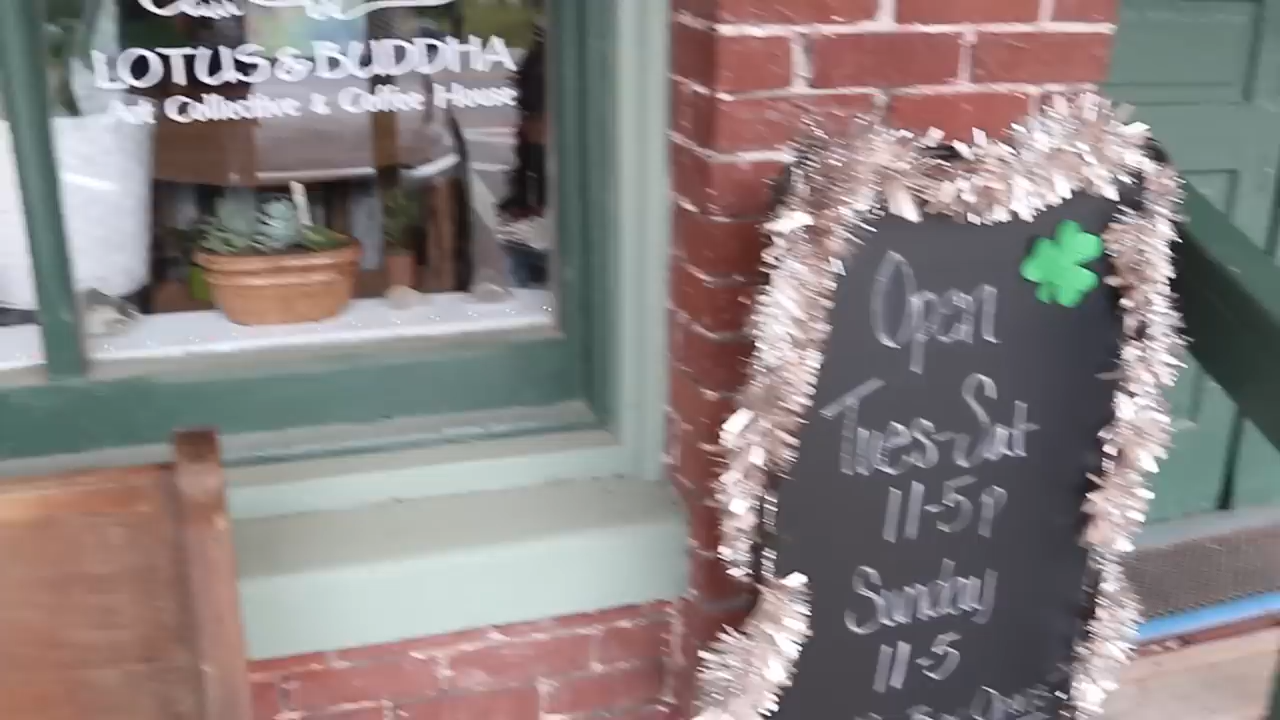 LOTUS & BUDDHA
Art Collective & Coffee House
Open
Tues-Sat
11-5P
Sunday
11-5